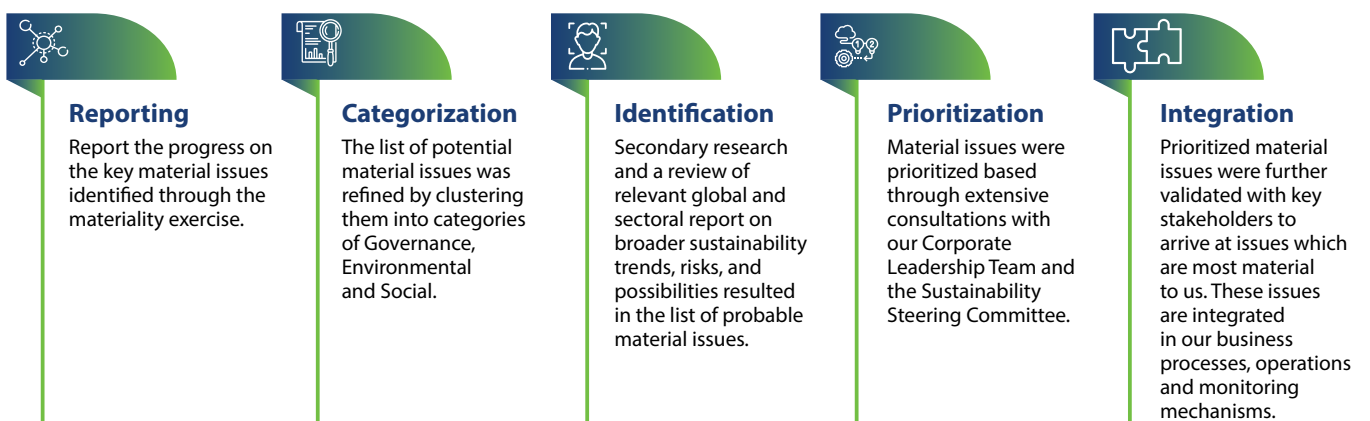 Reporting
Report the progress on
the key material issues
identified through the
materiality exercise.
Categorization
The list of potential
material issues was
refined by clustering
them into categories
of Governance,
Environmental
and Social.
Identification
Secondary research
and a review of
relevant global and
sectoral report on
broader sustainability
trends, risks, and
possibilities resulted
in the list of probable
material issues.
1 2
Prioritization
Material issues were
prioritized based
through extensive
consultations with
our Corporate
Leadership Team and
the Sustainability
Steering Committee.
Integration
Prioritized material
issues were further
validated with key
stakeholders to
arrive at issues which
are most material
to us. These issues
are integrated
in our business
processes, operations
and monitoring
mechanisms.